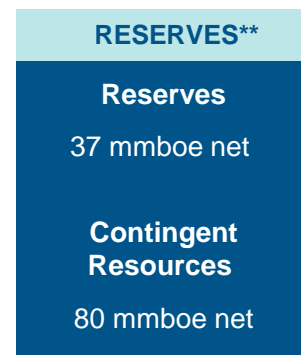 RESERVES**
Reserves
37 mmboe net
Contingent
Resources
80 mmboe net